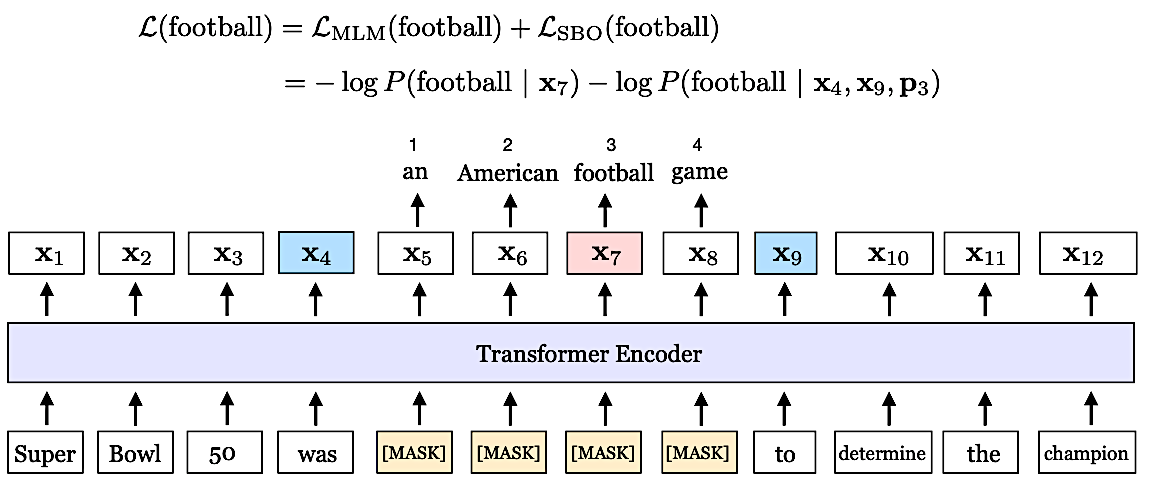 ℒ(football) = ℒ_MLM(football) + ℒ_SBO(football)
= − log P(football | x₇) − log P(football | x₄, x₉, p₃)
1 2 3 4
an American football game
x₁ x₂ x₃ x₄ x₅ x₆ x₇ x₈ x₉ x₁₀ x₁₁ x₁₂
Transformer Encoder
Super Bowl 50 was [MASK] [MASK] [MASK] [MASK] to determine the champion